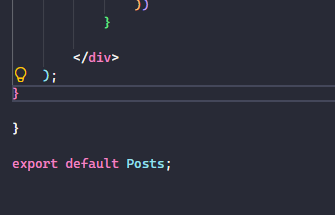 ))
}
</div>
);
}
}
export default Posts;